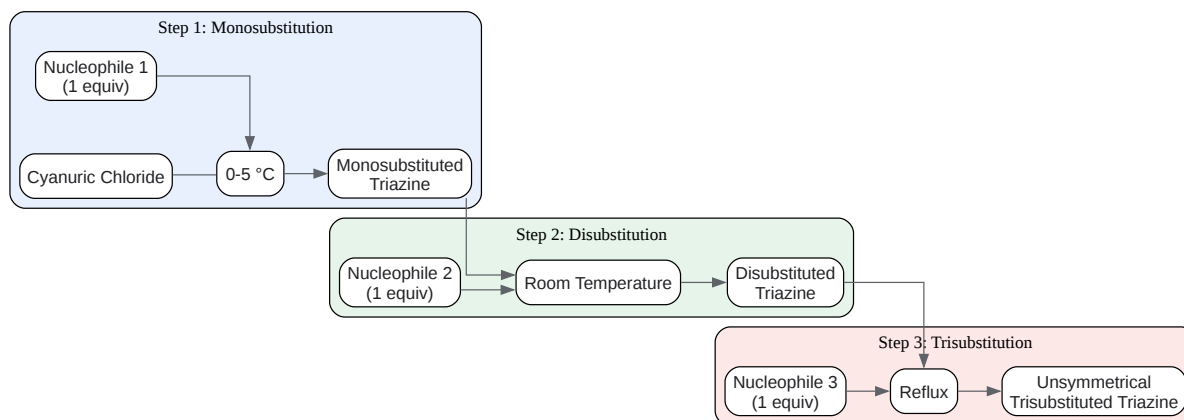 Step 1: Monosubstitution
Nucleophile 1
(1 equiv)
Cyanuric Chloride
0-5 °C
Monosubstituted
Triazine
Step 2: Disubstitution
Nucleophile 2
(1 equiv)
Room Temperature
Disubstituted
Triazine
Step 3: Trisubstitution
Nucleophile 3
(1 equiv)
Reflux
Unsymmetrical
Trisubstituted Triazine